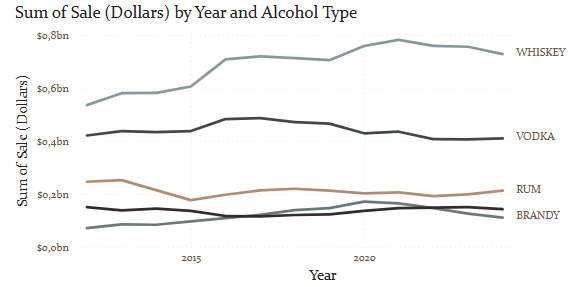 Sum of Sale (Dollars) by Year and Alcohol Type
$0,8bn
$0,6bn
$0,4bn
$0,2bn
$0,0bn
Sum of Sale (Dollars)
WHISKEY
VODKA
RUM
BRANDY
2015
2020
Year